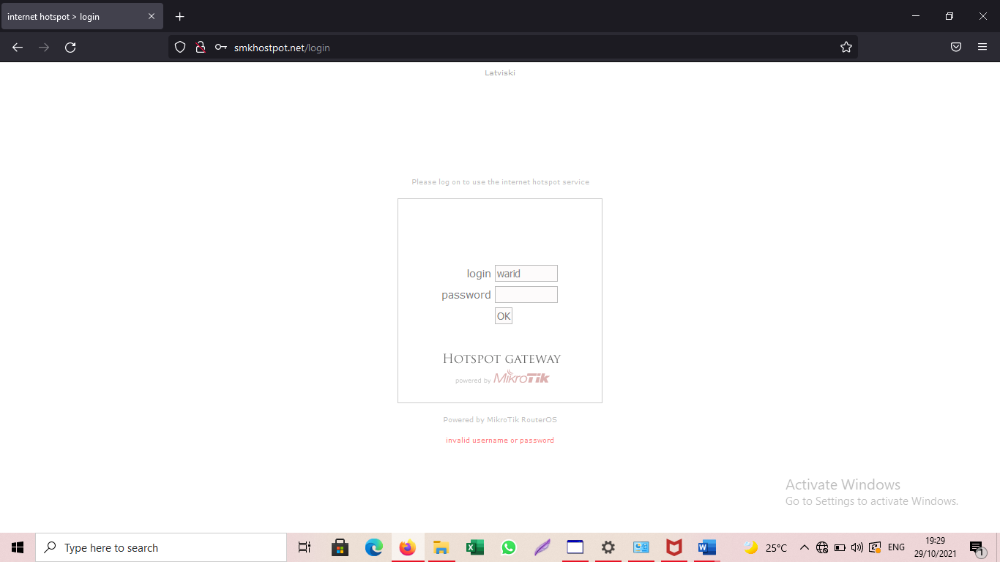 internet hotspot > login
smkhostpot.net/login
Latviski
Please log on to use the internet hotspot service
login warid
password
OK
HOTSPOT GATEWAY
powered by MikroTik
Powered by MikroTik RouterOS
invalid username or password
Activate Windows
Go to Settings to activate Windows.
Type here to search
25°C
ENG
19:29
29/10/2021
1